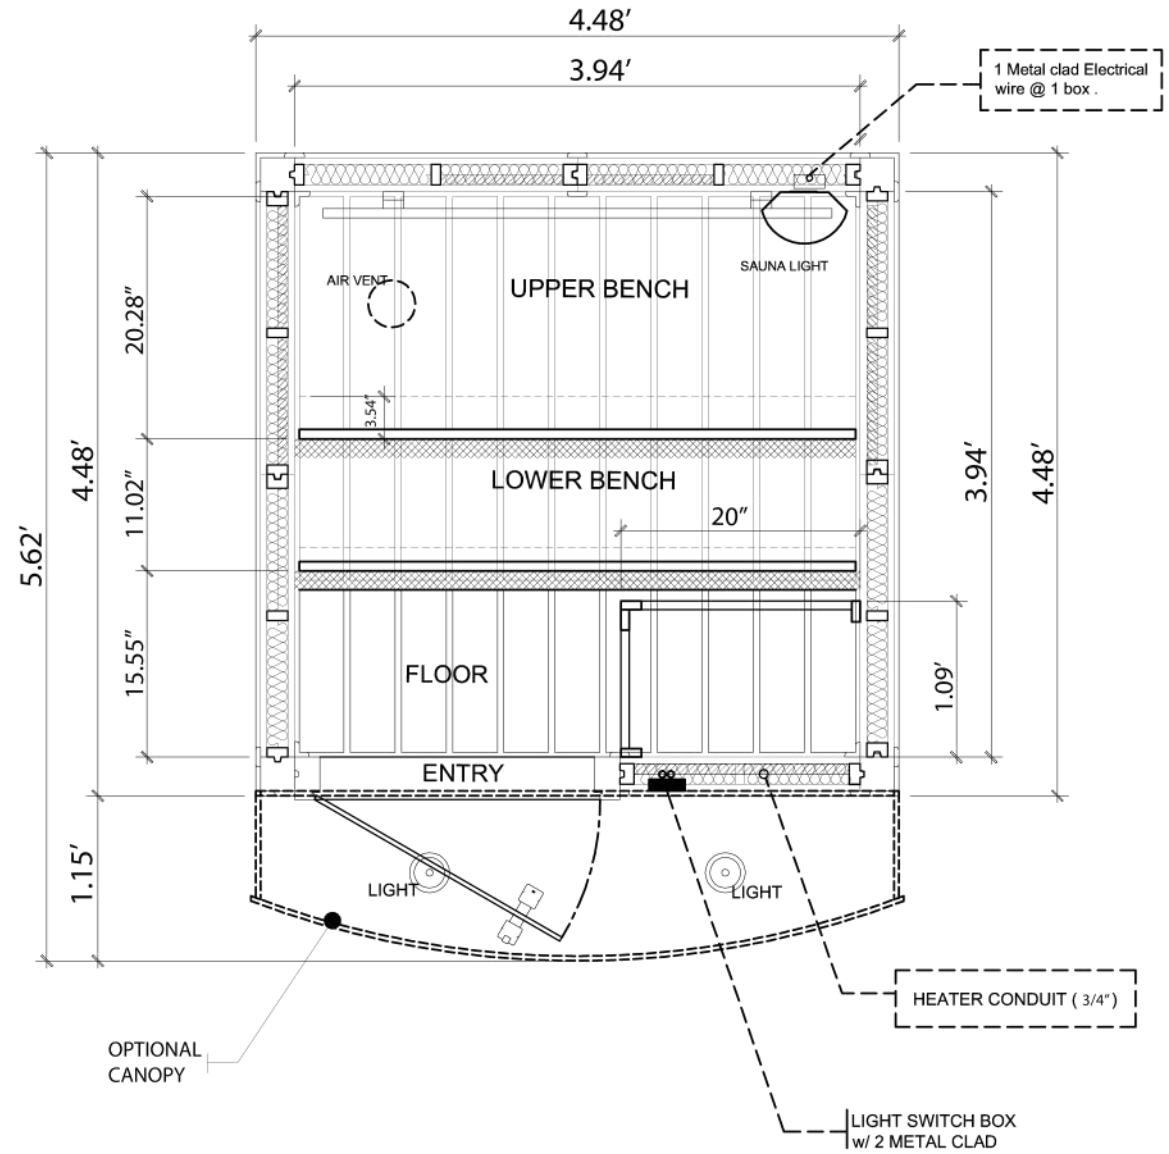 4.48’
3.94’
1 Metal clad Electrical
wire @ 1 box .
SAUNA LIGHT
AIR VENT
UPPER BENCH
20.28”
3.54”
LOWER BENCH
11.02”
4.48’
3.94’
4.48’
20”
5.62’
15.55”
FLOOR
1.09’
ENTRY
1.15’
LIGHT
LIGHT
HEATER CONDUIT ( 3/4”)
OPTIONAL
CANOPY
LIGHT SWITCH BOX
w/ 2 METAL CLAD